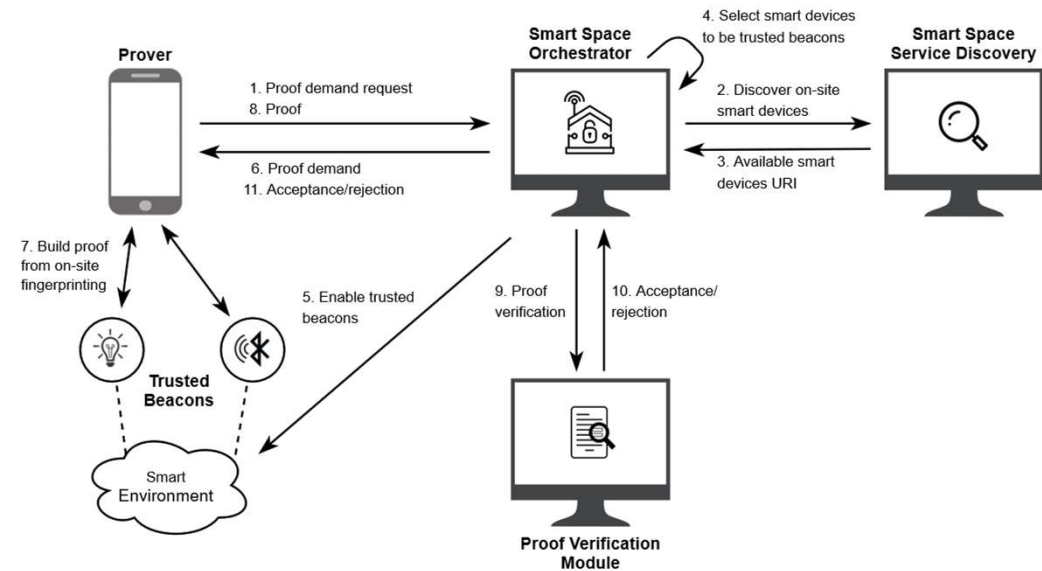 Prover
Smart Space
Orchestrator
4. Select smart devices
to be trusted beacons
Smart Space
Service Discovery
1. Proof demand request
8. Proof
2. Discover on-site
smart devices
6. Proof demand
11. Acceptance/rejection
3. Available smart
devices URI
7. Build proof
from on-site
fingerprinting
5. Enable trusted
beacons
9. Proof
verification
10. Acceptance/
rejection
Trusted
Beacons
Smart
Environment
Proof Verification
Module